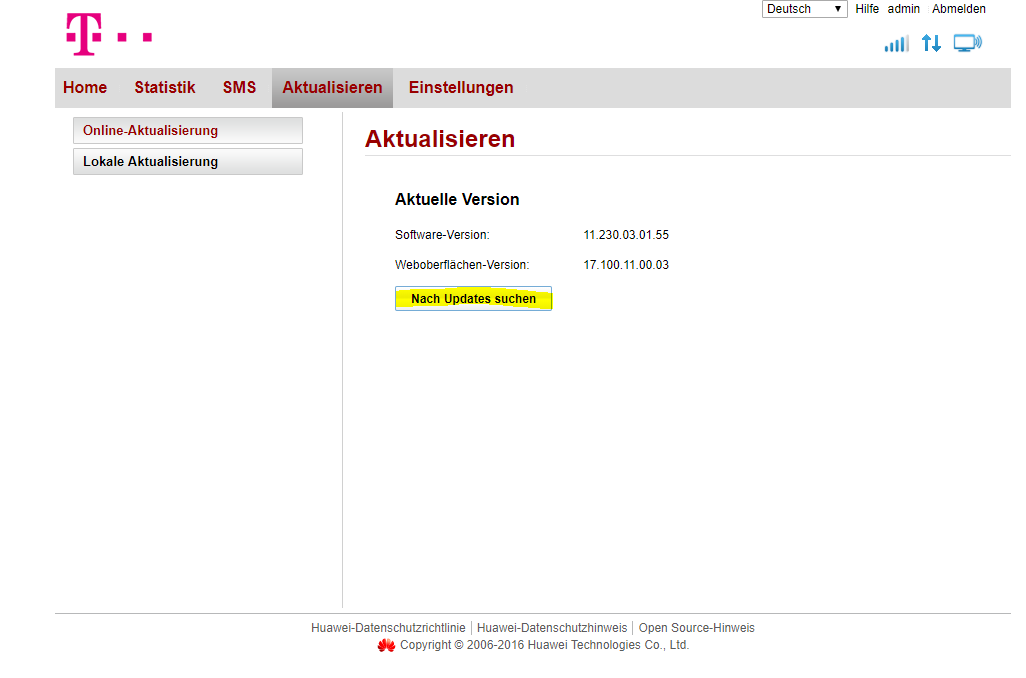 Deutsch Hilfe admin Abmelden
T
Home Statistik SMS Aktualisieren Einstellungen
Online-Aktualisierung
Lokale Aktualisierung
Aktualisieren
Aktuelle Version
Software-Version: 11.230.03.01.55
Weboberflächen-Version: 17.100.11.00.03
Nach Updates suchen
Huawei-Datenschutzrichtlinie Huawei-Datenschutzhinweis Open Source-Hinweis
Copyright © 2006-2016 Huawei Technologies Co., Ltd.